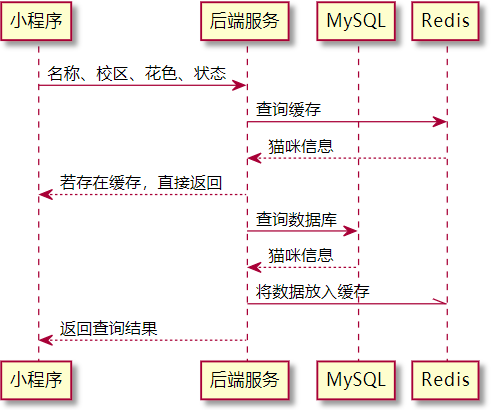 小程序 后端服务 MySQL Redis
名称、校区、花色、状态
查询缓存
猫咪信息
若存在缓存，直接返回
查询数据库
猫咪信息
将数据放入缓存
返回查询结果
小程序 后端服务 MySQL Redis